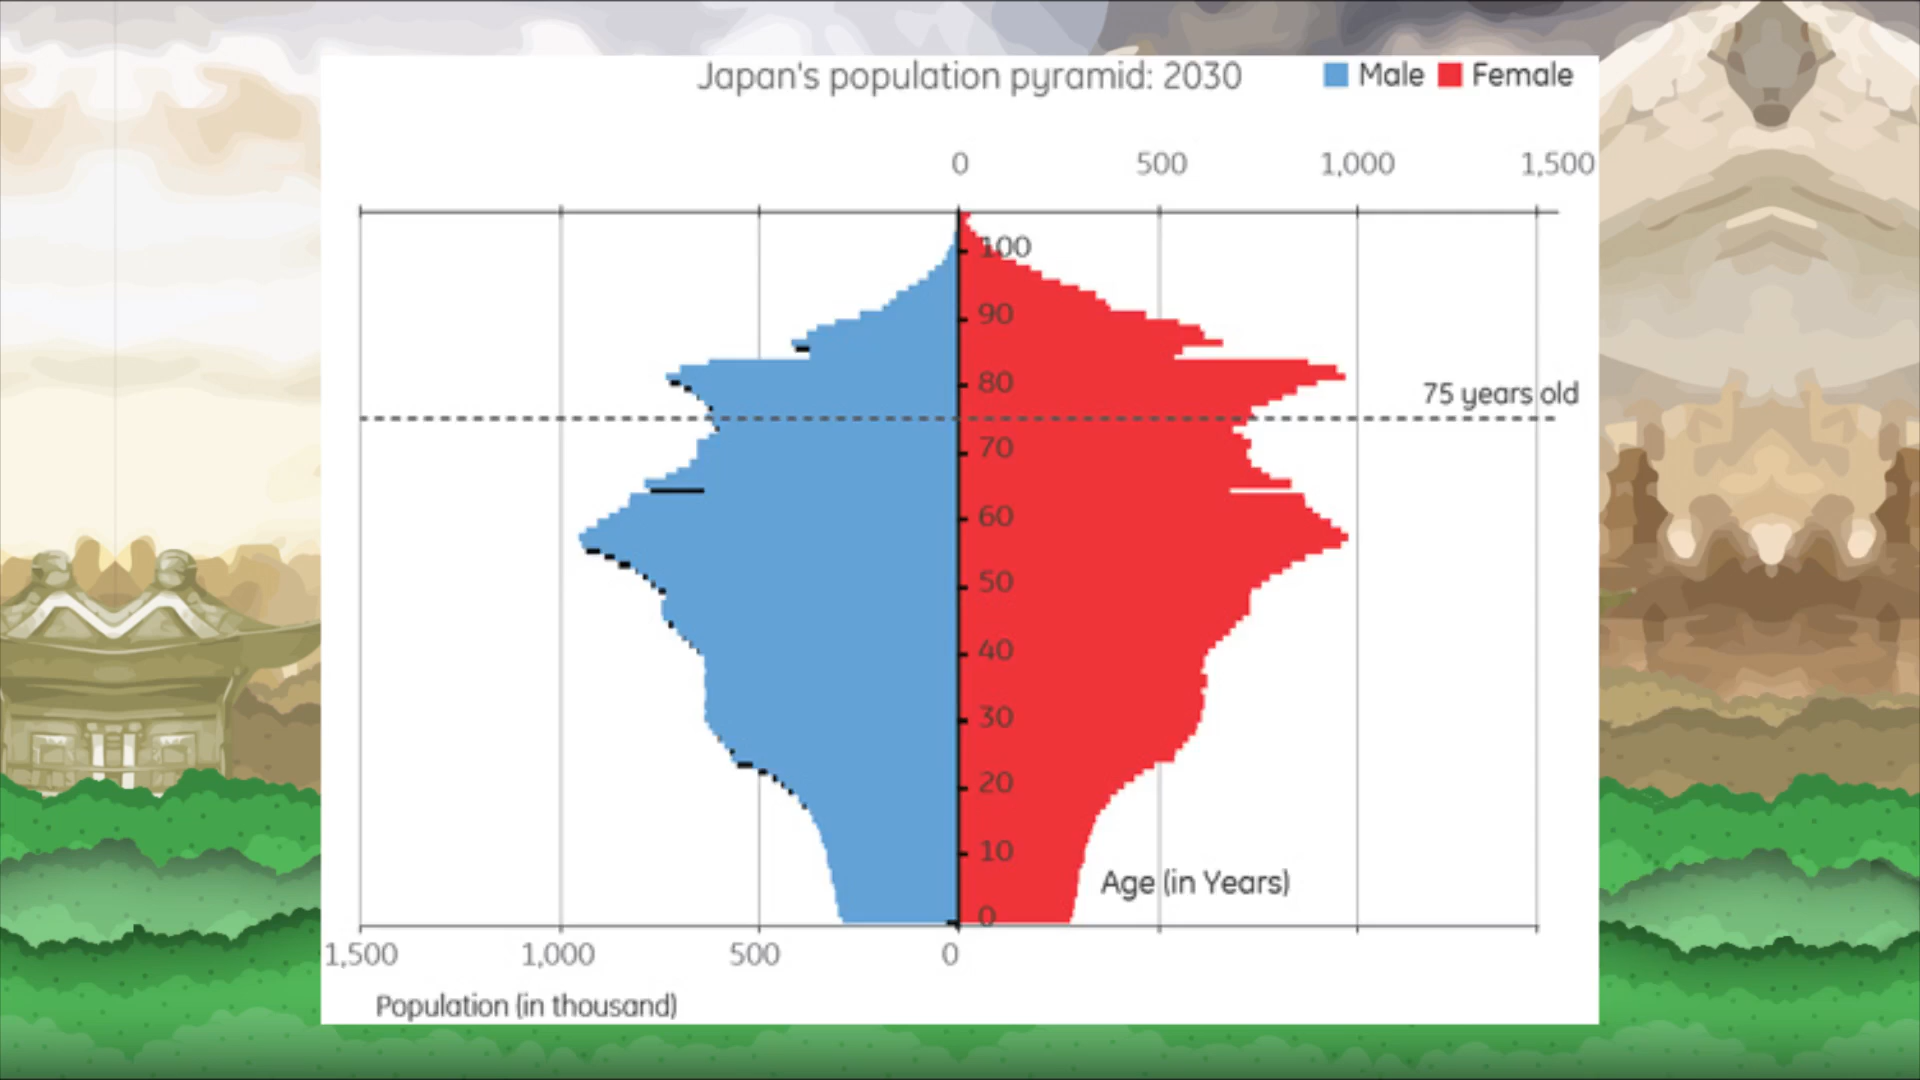 Japan's population pyramid: 2030
Male Female
0 500 1,000 1,500
100
90
80
75 years old
70
60
50
40
30
20
10
Age (in Years)
0
1,500 1,000 500 0
Population (in thousand)